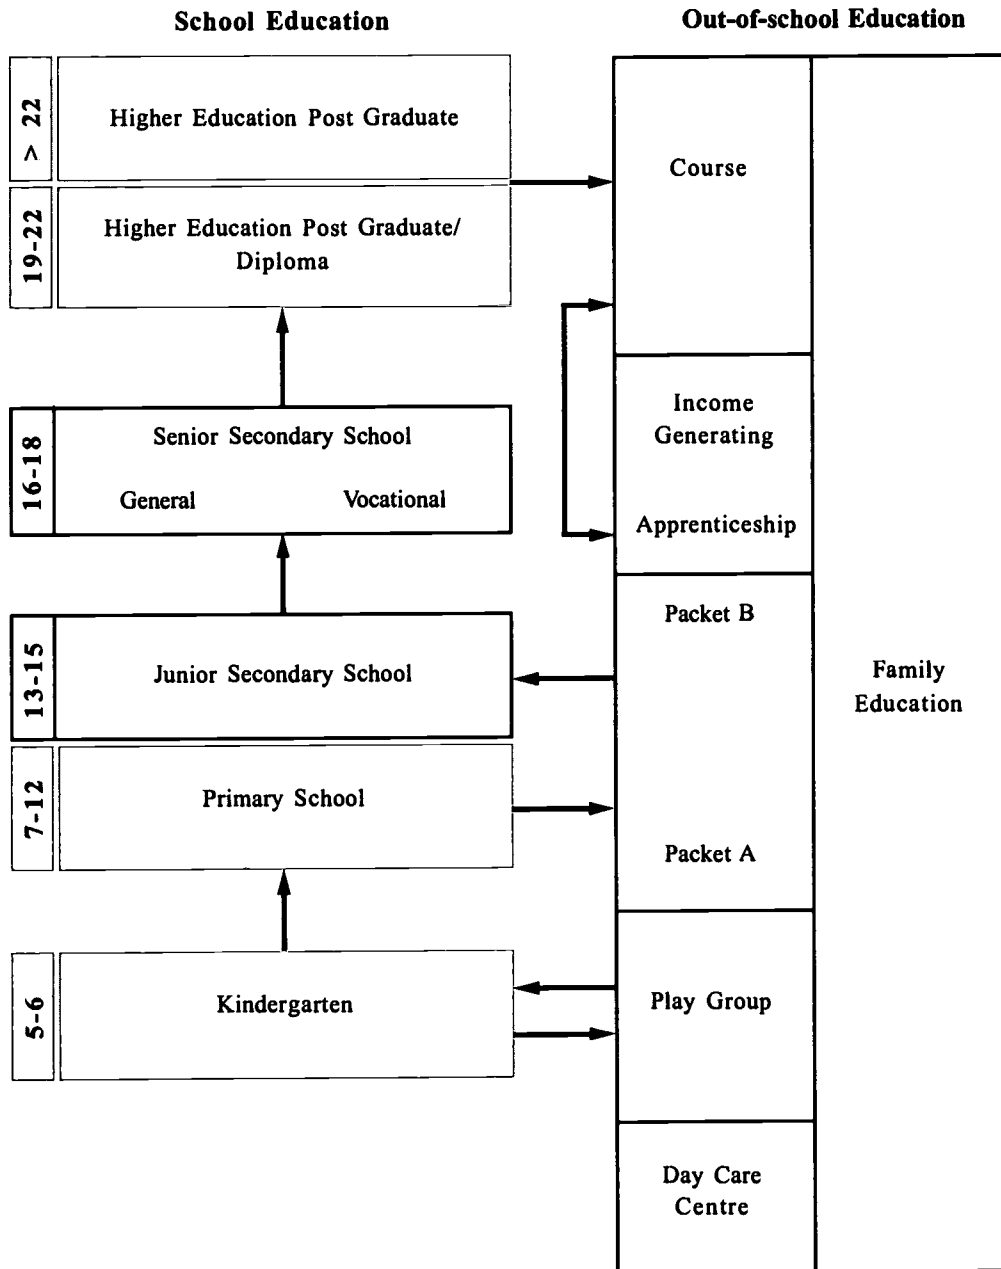 School Education
Out-of-school Education
> 22
Higher Education Post Graduate
19-22
Higher Education Post Graduate/
Diploma
16-18
Senior Secondary School
General Vocational
13-15
Junior Secondary School
7-12
Primary School
5-6
Kindergarten
Course
Income
Generating
Apprenticeship
Packet B
Packet A
Play Group
Day Care
Centre
Family
Education